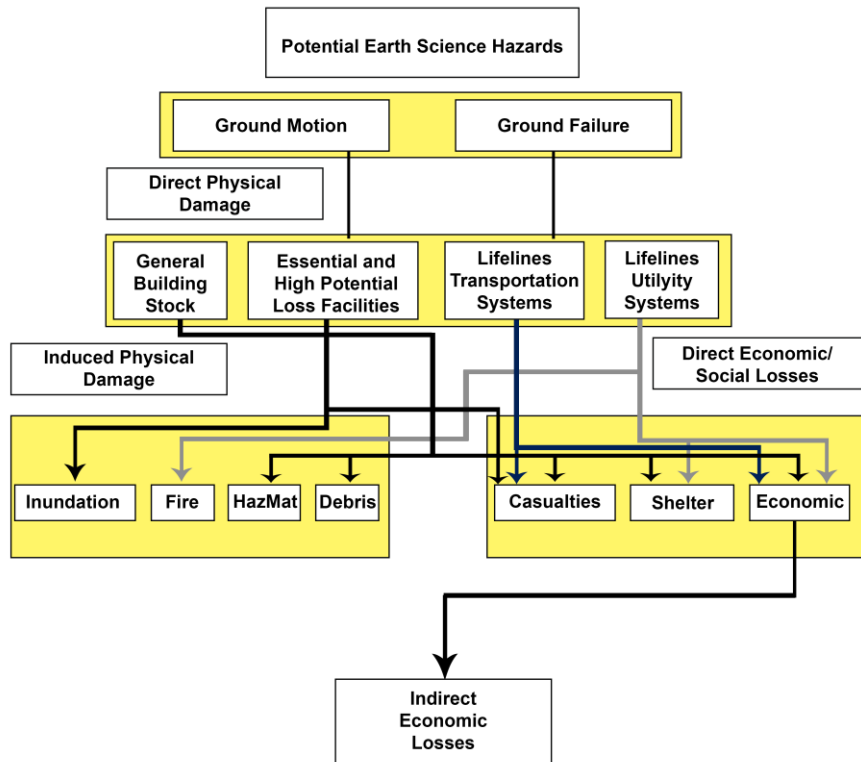 Potential Earth Science Hazards
Ground Motion
Ground Failure
Direct Physical
Damage
General
Building
Stock
Essential and
High Potential
Loss Facilities
Lifelines
Transportation
Systems
Lifelines
Utilyity
Systems
Induced Physical
Damage
Direct Economic/
Social Losses
Inundation
Fire
HazMat
Debris
Casualties
Shelter
Economic
Indirect
Economic
Losses